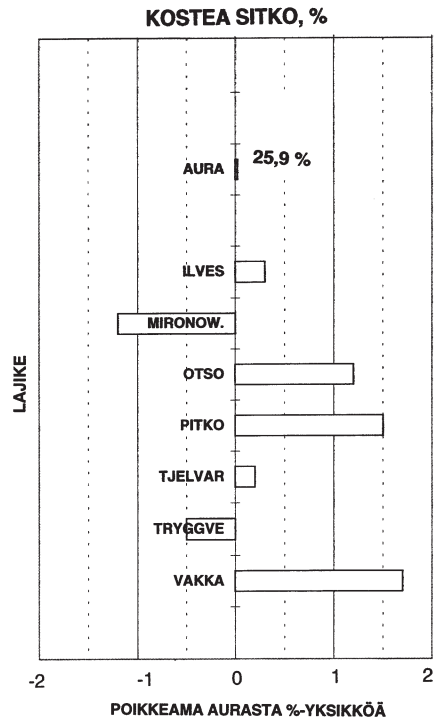 KOSTEA SITKO, %
AURA
25,9 %
ILVES
MIRONOW.
OTSO
PITKO
TJELVAR
TRYGGVE
VAKKA
LAJIKE
-2 -1 0 1 2
POIKKEAMA AURASTA %-YKSIKKÖÄ